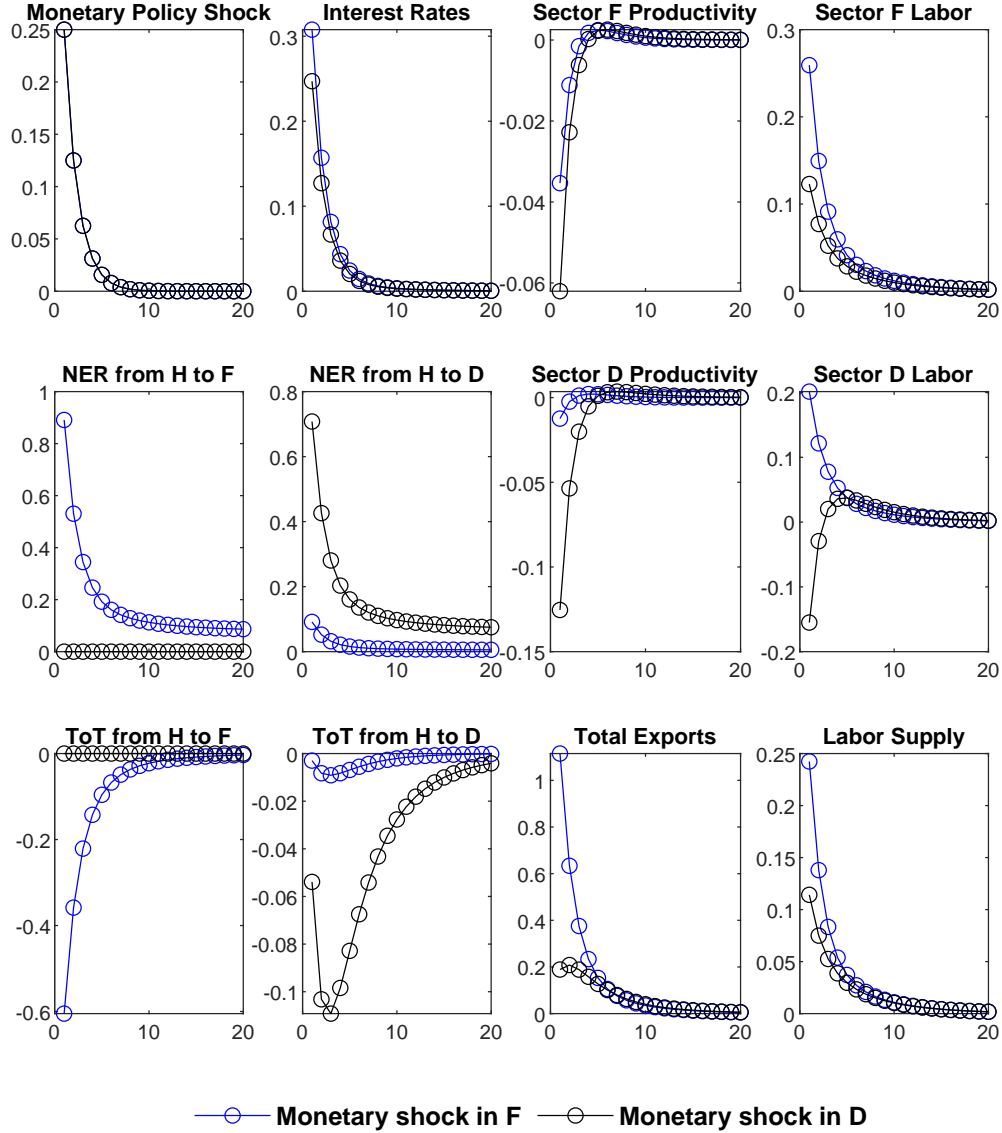 Monetary Policy Shock Interest Rates Sector F Productivity Sector F Labor
0.25 0.3 0 0.3
0.2 0.2 -0.02 0.2
0.15
0.1 0.1 -0.04 0.1
0.05
0 0 -0.06 0
0 10 20 0 10 20 0 10 20 0 10 20
NER from H to F NER from H to D Sector D Productivity Sector D Labor
1 0.8 0 0.2
0.8 0.6 -0.05 0.1
0.6 0.4 0
0.4 -0.1
0.2 0.2 -0.1
0 0 -0.15 -0.2
0 10 20 0 10 20 0 10 20 0 10 20
ToT from H to F ToT from H to D Total Exports Labor Supply
0 0 1 0.25
-0.02 0.8 0.2
-0.2 -0.04 0.6 0.15
-0.06 0.4 0.1
-0.4 -0.08 0.2 0.05
-0.6 -0.1 0 0
0 10 20 0 10 20 0 10 20 0 10 20
Monetary shock in F Monetary shock in D